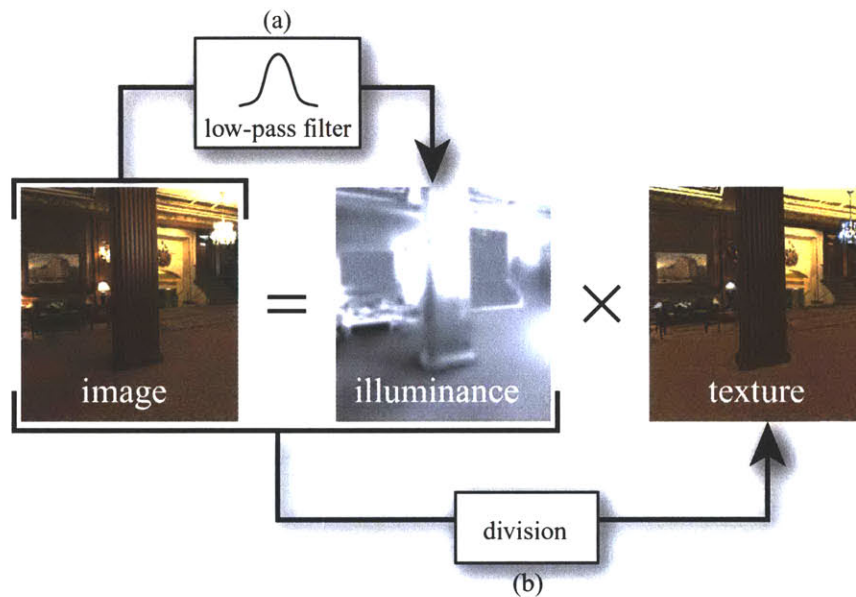 (a)
low-pass filter
=
×
image
illuminance
texture
division
(b)